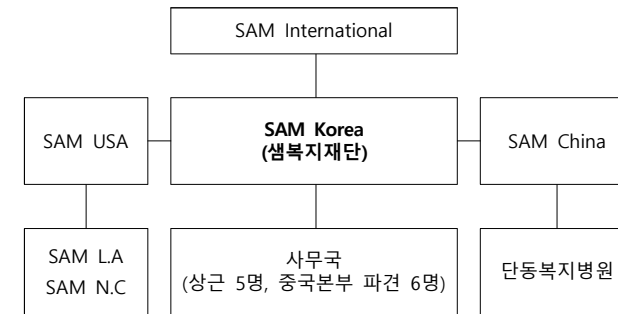 SAM International
SAM USA
SAM Korea
(샘복지재단)
SAM China
SAM L.A
SAM N.C
사무국
(상근 5명, 중국본부 파견 6명)
단동복지병원